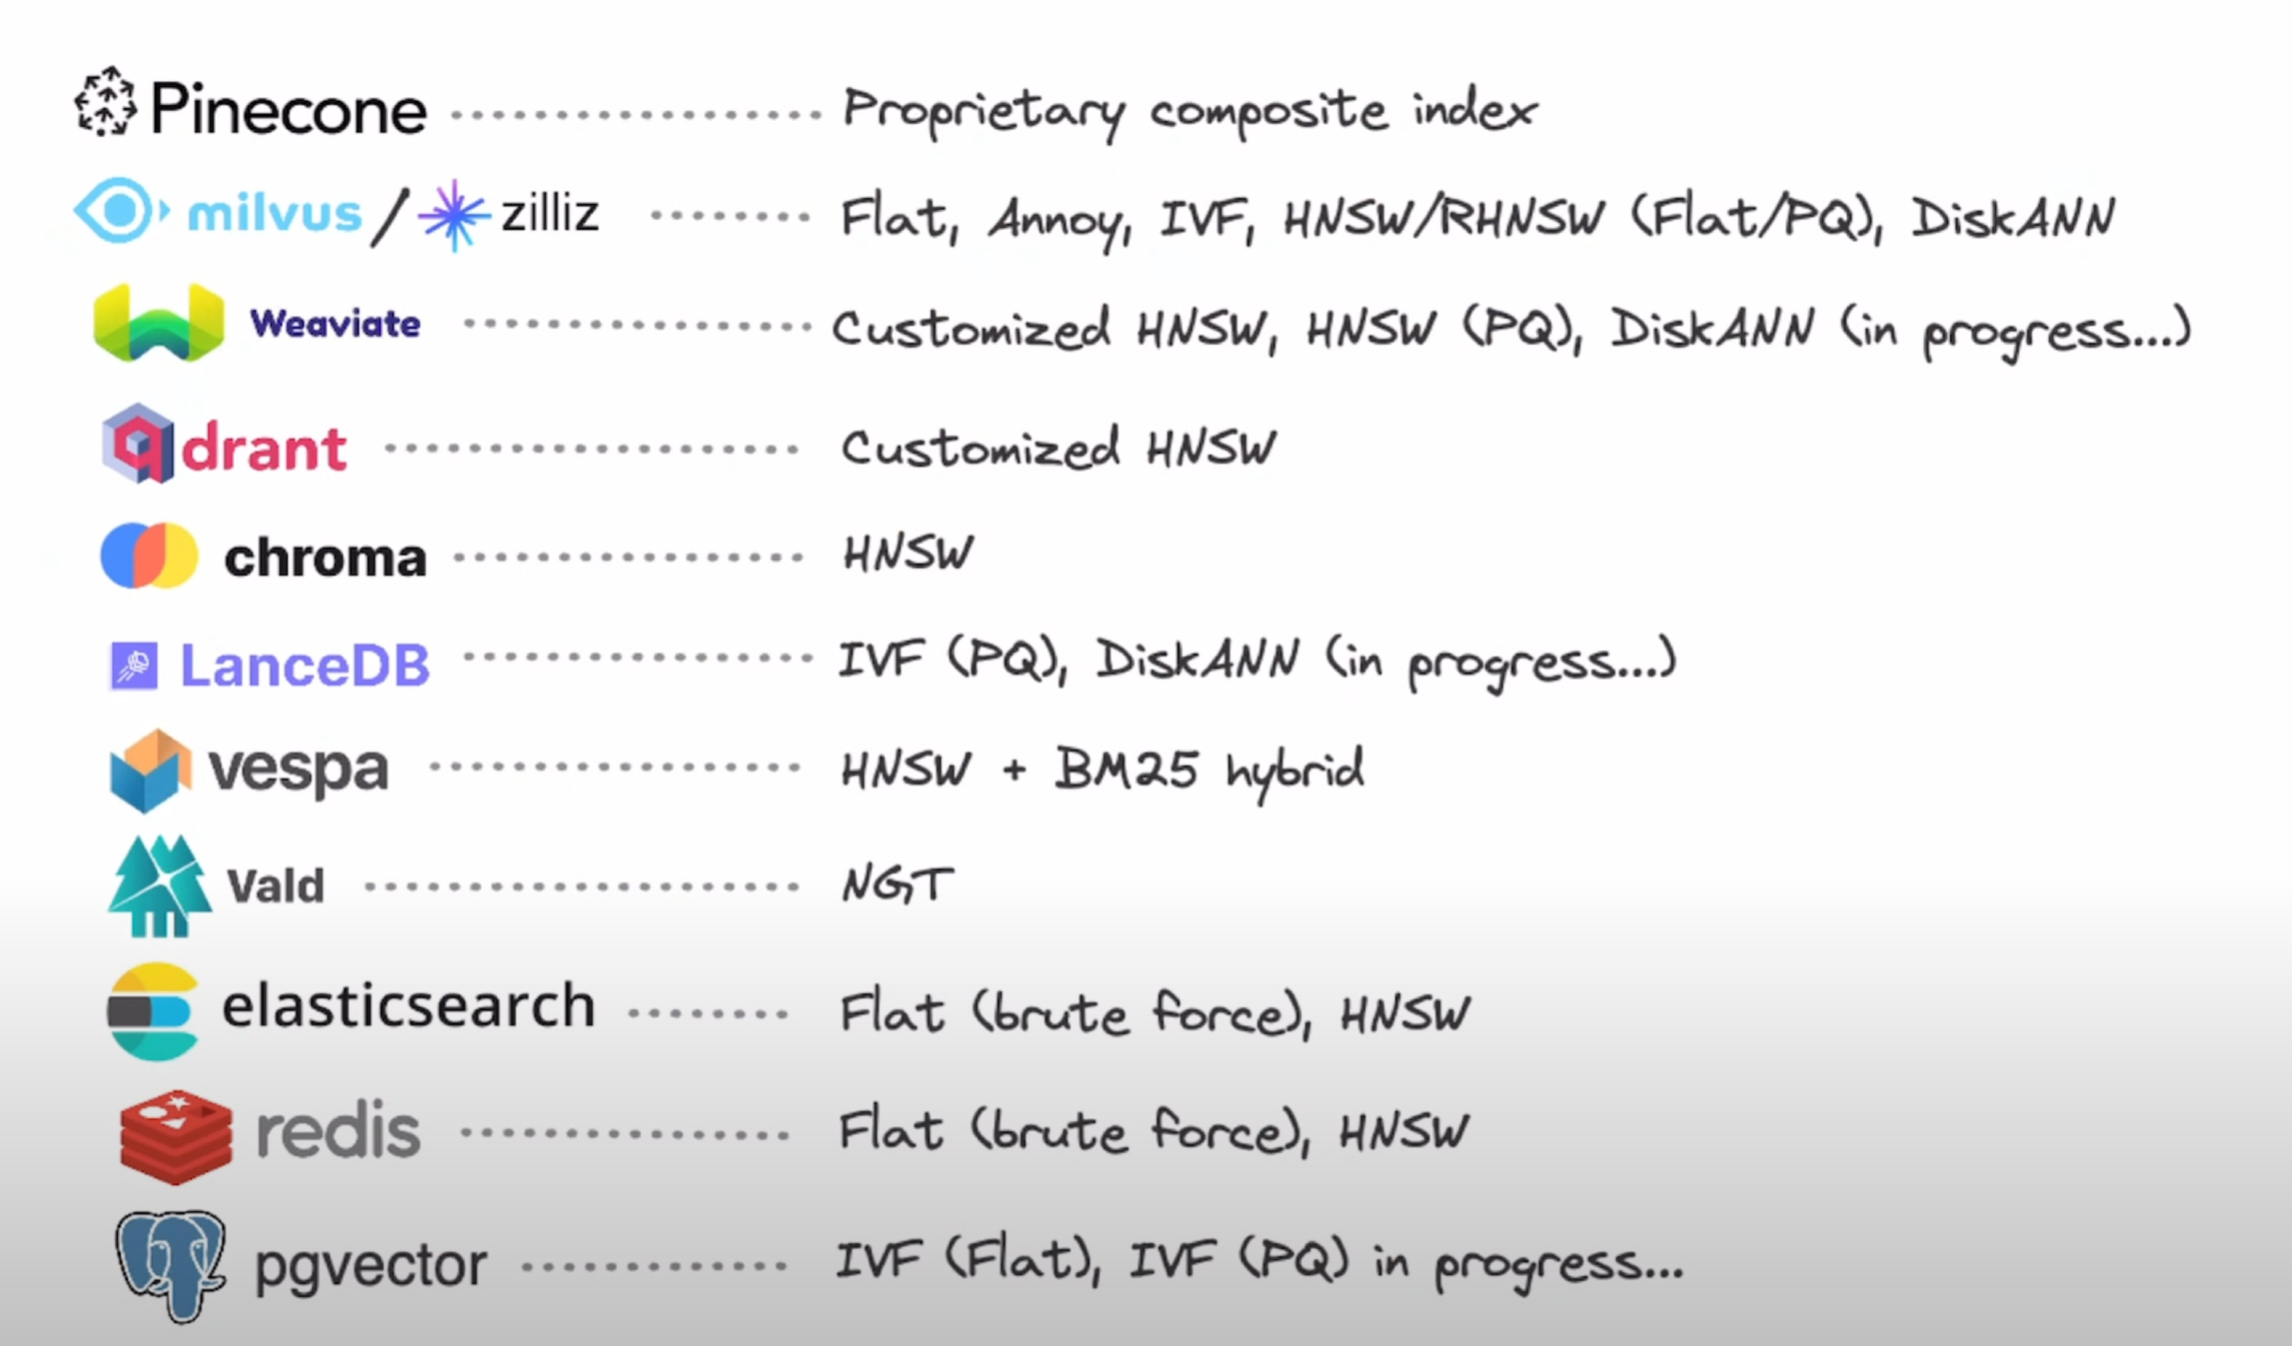 Pinecone Proprietary composite index
milvus / zilliz Flat, Annoy, IVF, HNSW/RHNSW (Flat/PQ), DiskANN
Weaviate Customized HNSW, HNSW (PQ), DiskANN (in progress...)
qdrant Customized HNSW
chroma HNSW
LanceDB IVF (PQ), DiskANN (in progress...)
vespa HNSW + BM25 hybrid
Vald NGT
elasticsearch Flat (brute force), HNSW
redis Flat (brute force), HNSW
pgvector IVF (Flat), IVF (PQ) in progress...